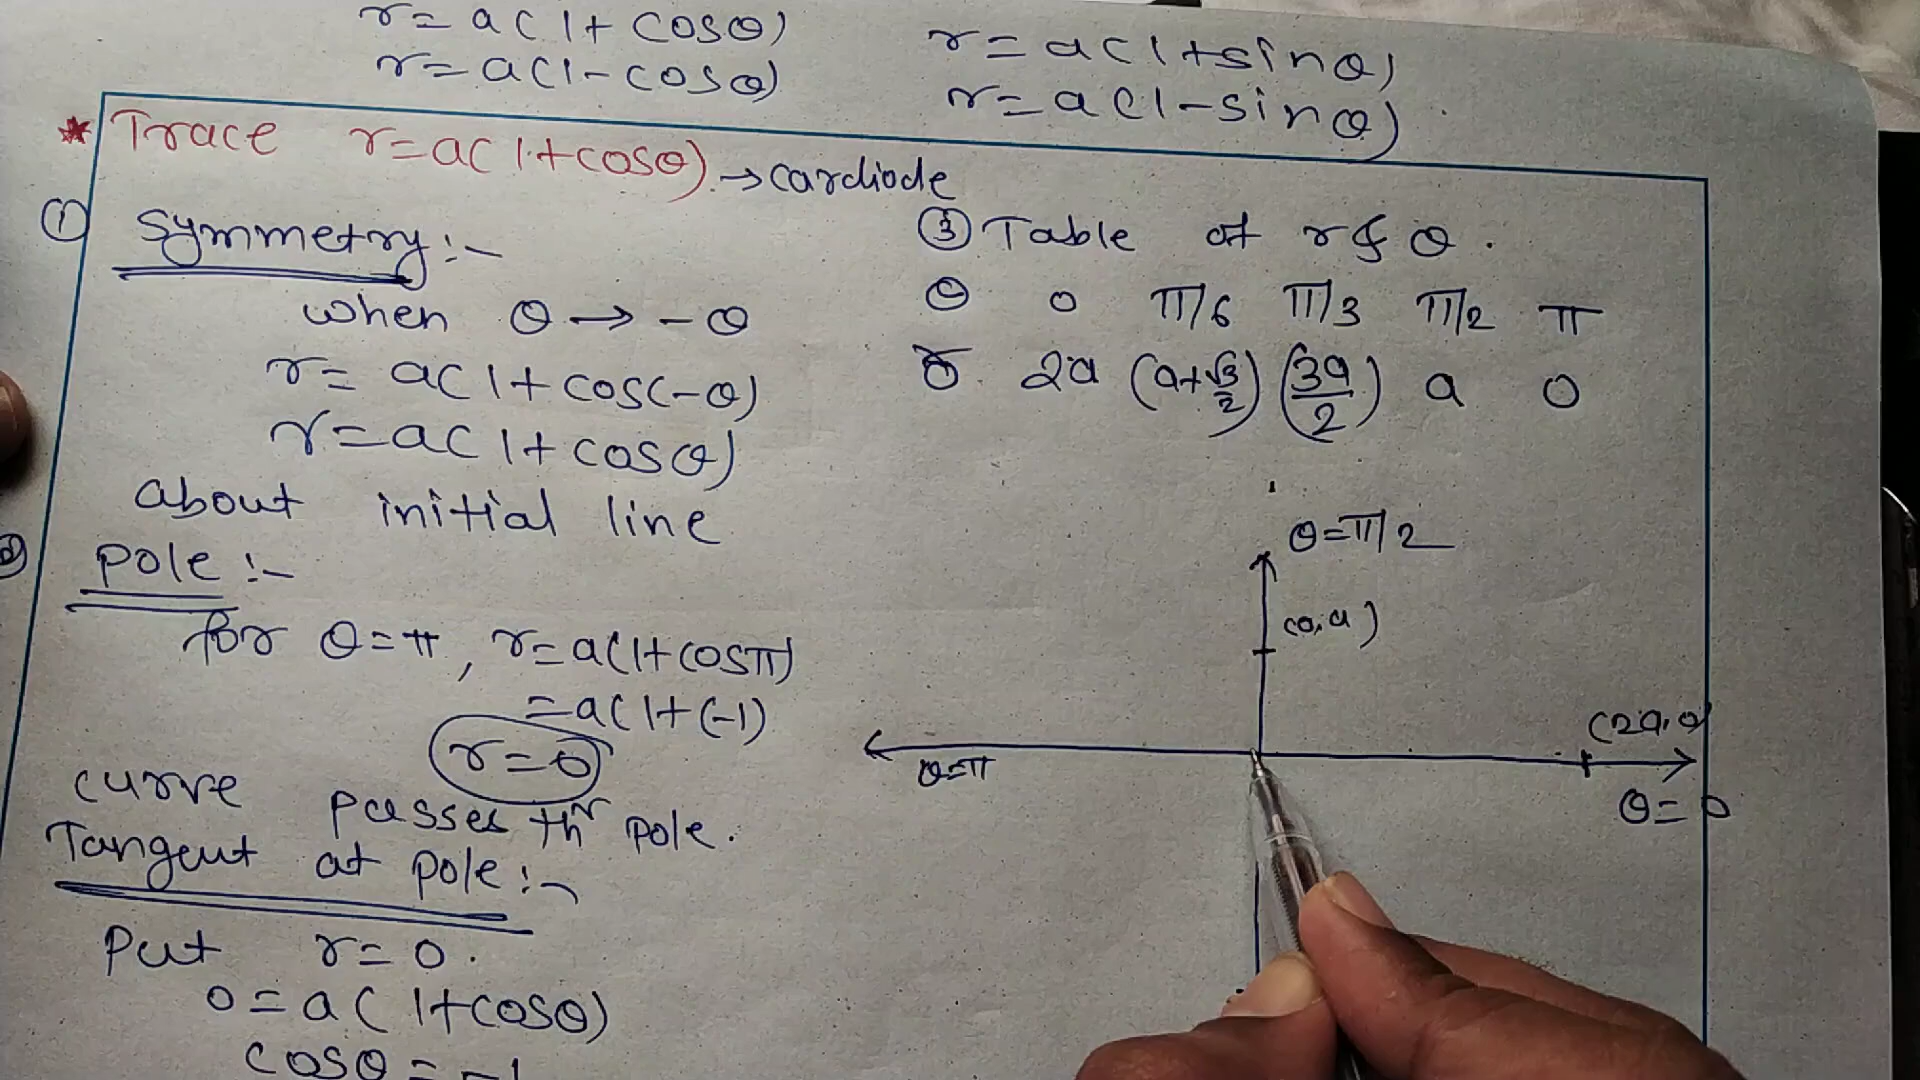 r = a(1+cosθ)
r = a(1-cosθ)
r = a(1+sinθ)
r = a(1-sinθ)
* Trace r=a(1+cosθ). → cardiode
① Symmetry:-
when θ → -θ
r = a(1+cos(-θ)
r = a(1+cosθ)
about initial line
② Pole:-
for θ=π, r=a(1+cosπ)
=a(1+(-1)
r=0
curve passes thr pole.
Tangent at pole:-
Put r=0.
0 = a(1+cosθ)
cosθ = -1
③ Table of r & θ.
θ 0 π/6 π/3 π/2 π
r 2a (a+√3/2) (3a/2) a 0
θ=π/2
(0,a)
(2a,0)
θ=π
θ=0